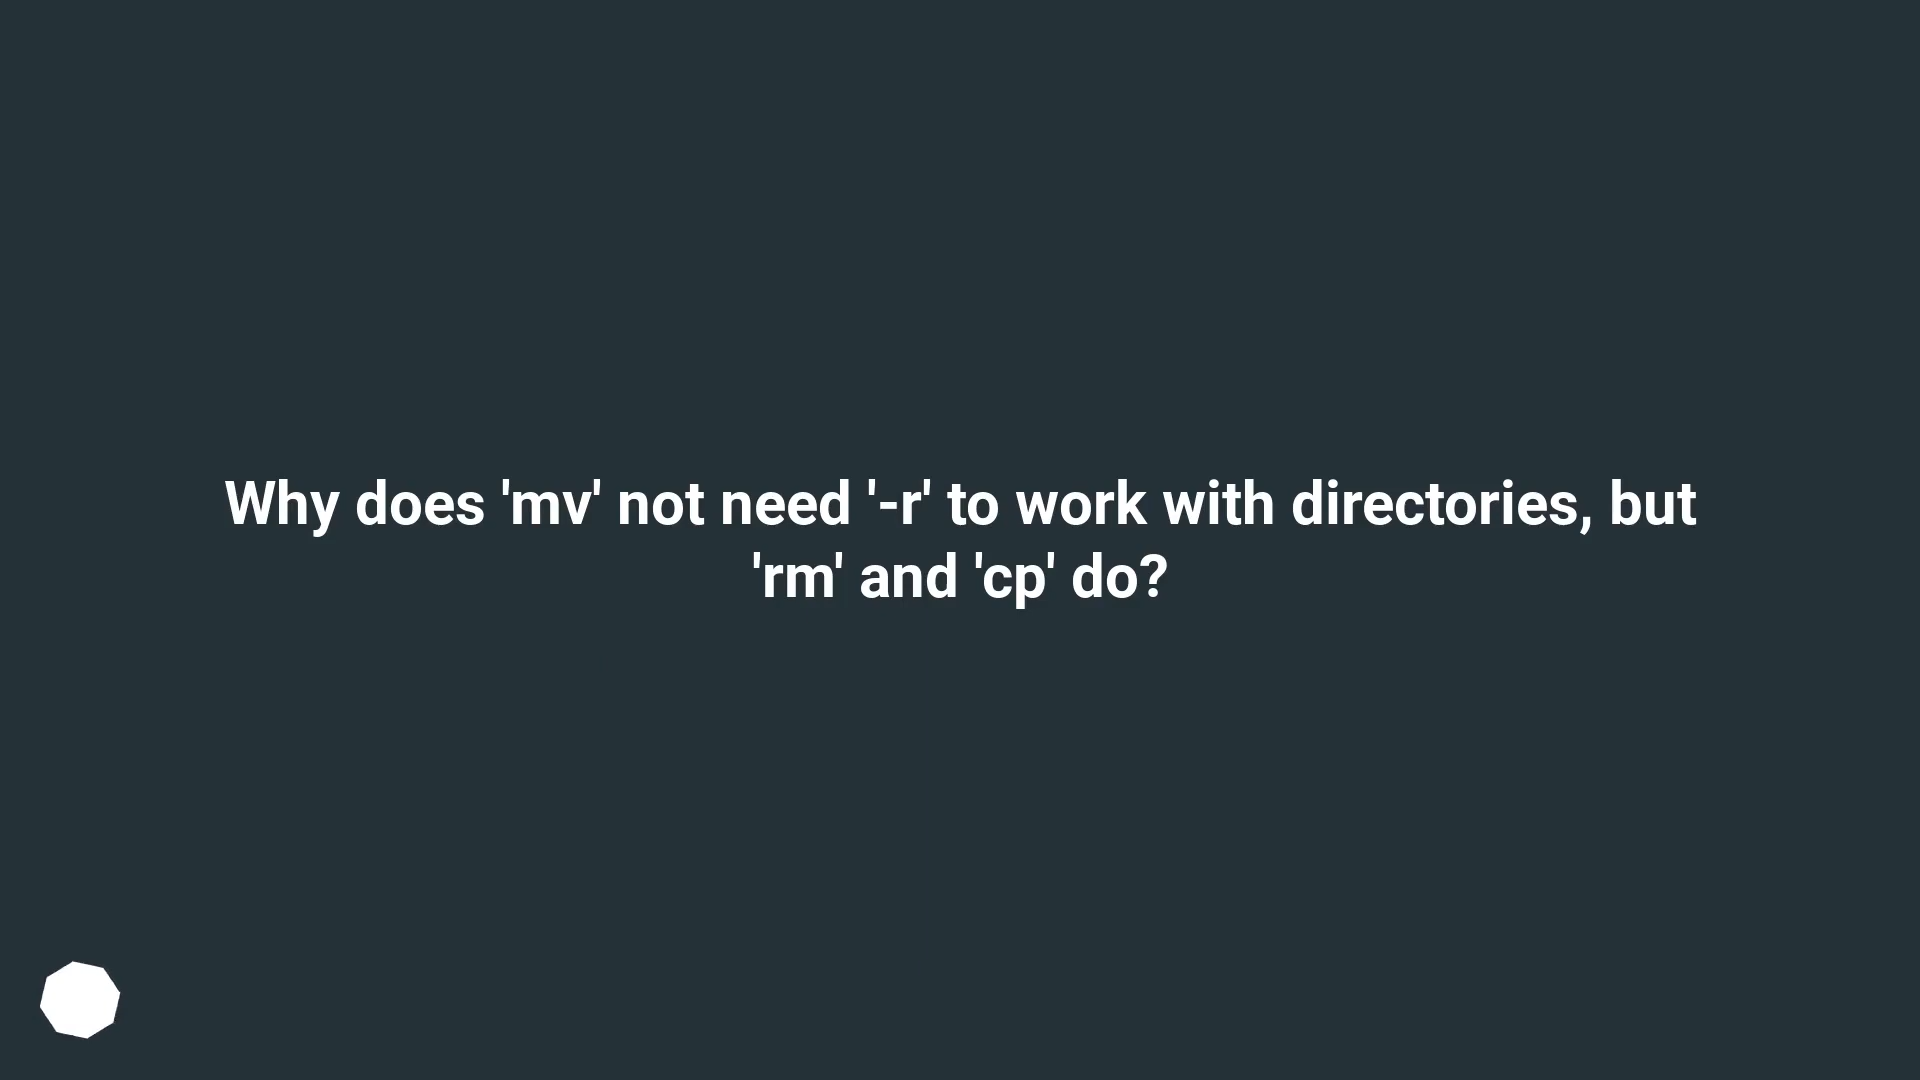 Why does 'mv' not need '-r' to work with directories, but
'rm' and 'cp' do?